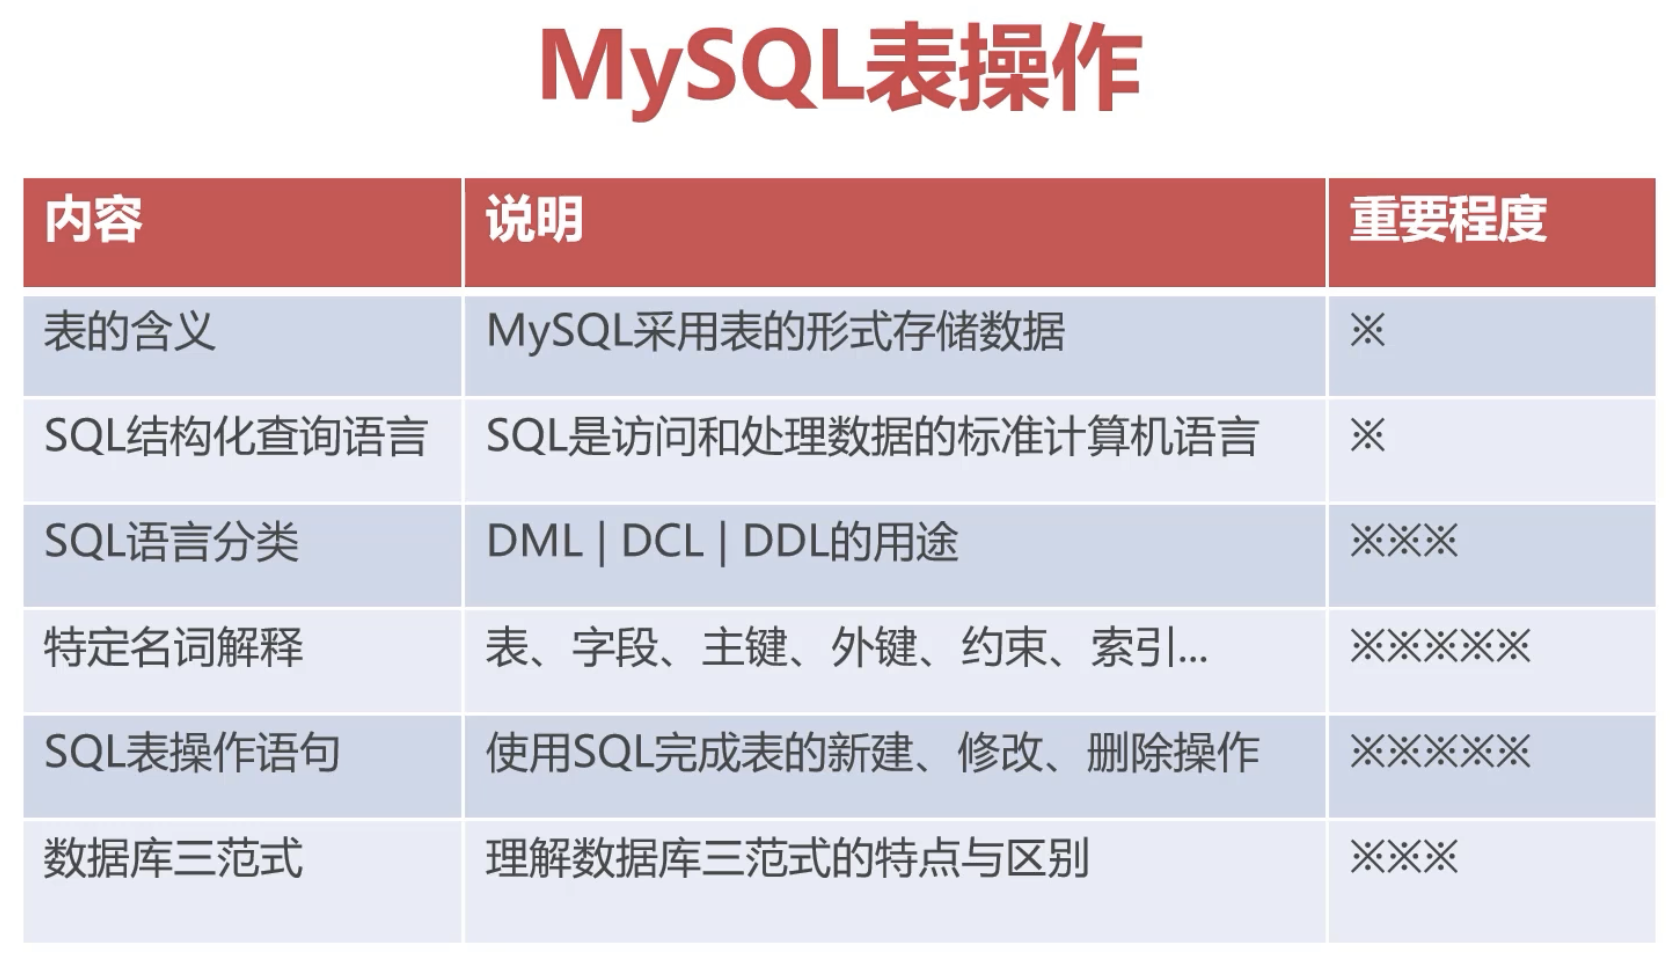 MySQL表操作
内容 说明 重要程度
表的含义 MySQL采用表的形式存储数据 ※
SQL结构化查询语言 SQL是访问和处理数据的标准计算机语言 ※
SQL语言分类 DML | DCL | DDL的用途 ※※※
特定名词解释 表、字段、主键、外键、约束、索引... ※※※※※
SQL表操作语句 使用SQL完成表的新建、修改、删除操作 ※※※※※
数据库三范式 理解数据库三范式的特点与区别 ※※※